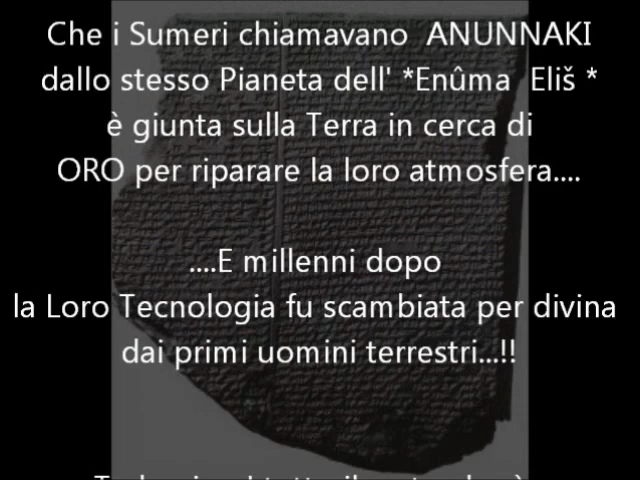 Che i Sumeri chiamavano  ANUNNAKI
dallo stesso Pianeta dell' *Enûma  Eliš *
è giunta sulla Terra in cerca di
ORO per riparare la loro atmosfera....
....E millenni dopo
la Loro Tecnologia fu scambiata per divina
dai primi uomini terrestri...!!